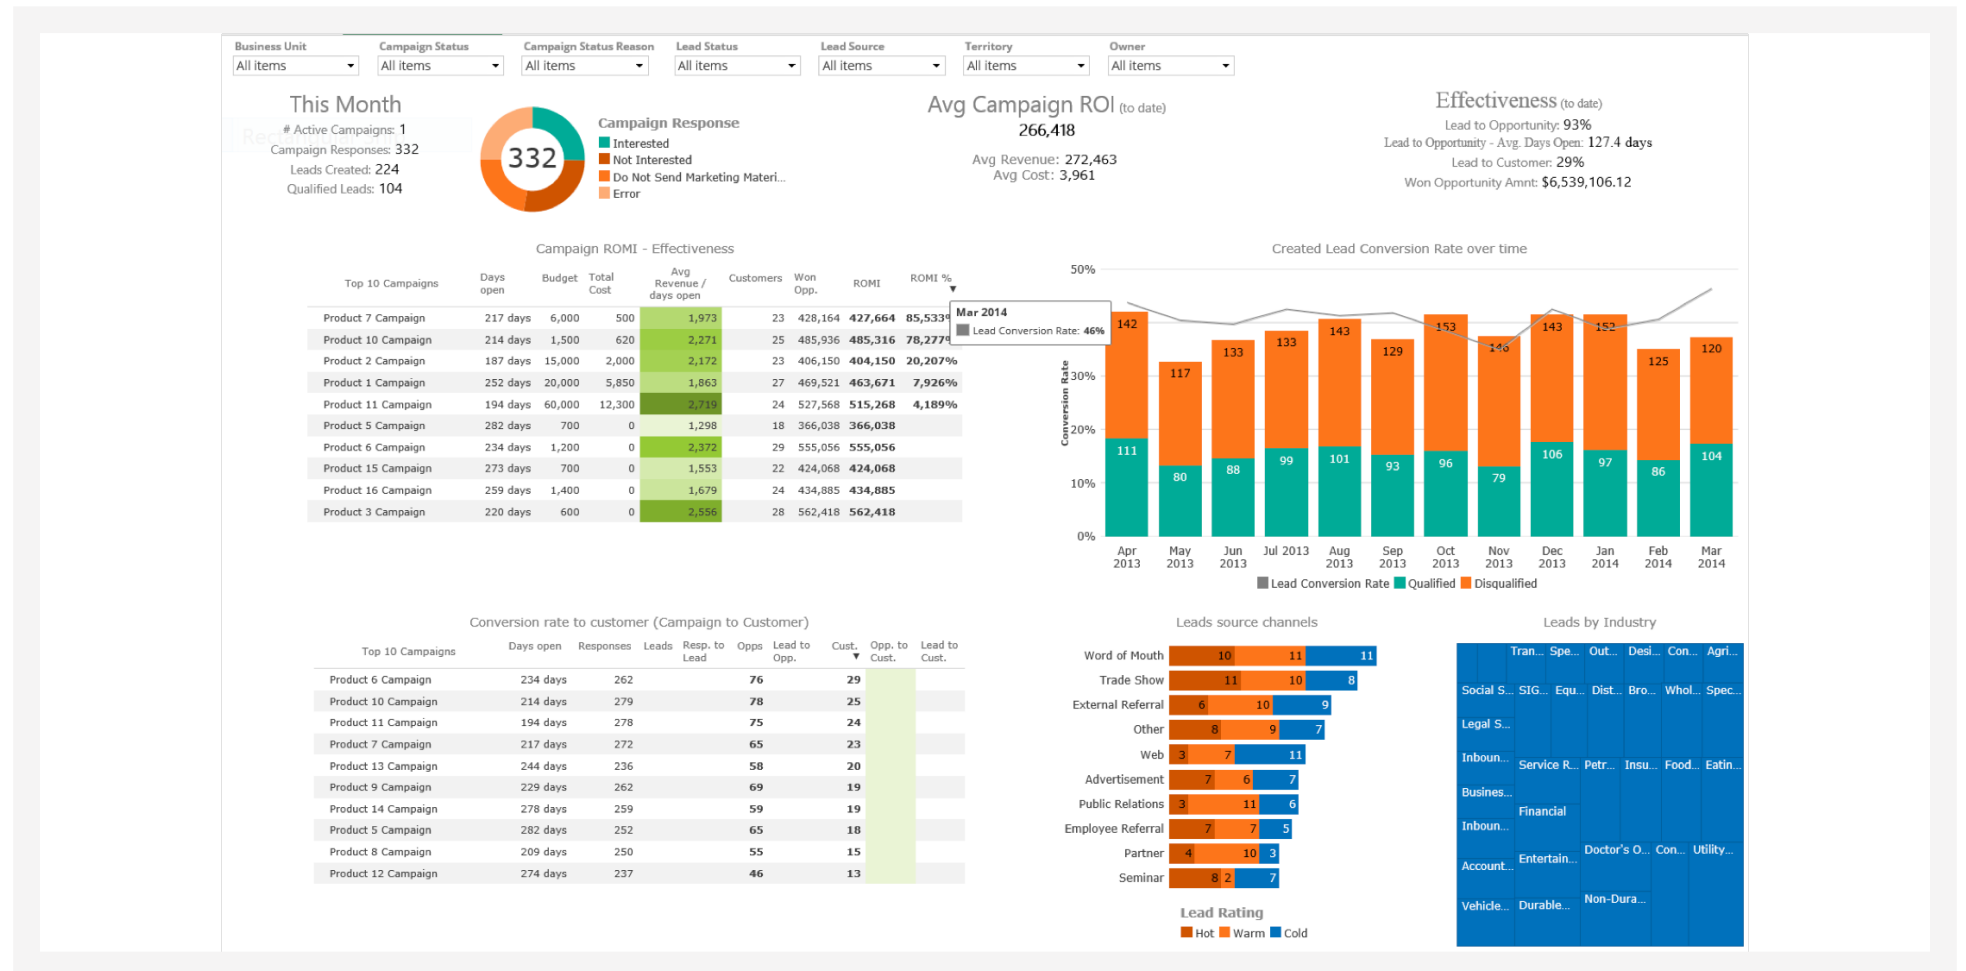 Business Unit Campaign Status Campaign Status Reason Lead Status Lead Source Territory Owner
All items All items All items All items All items All items All items
This Month
# Active Campaigns: 1
Campaign Responses: 332
Leads Created: 224
Qualified Leads: 104
332
Campaign Response
Interested
Not Interested
Do Not Send Marketing Materi...
Error
Avg Campaign ROI (to date)
266,418
Avg Revenue: 272,463
Avg Cost: 3,961
Effectiveness (to date)
Lead to Opportunity: 93%
Lead to Opportunity - Avg. Days Open: 127.4 days
Lead to Customer: 29%
Won Opportunity Amnt: $6,539,106.12
Campaign ROMI - Effectiveness
Top 10 Campaigns Days open Budget Total Cost Avg Revenue / days open Customers Won Opp. ROMI ROMI %
Product 7 Campaign 217 days 6,000 500 1,973 23 428,164 427,664 85,533%
Product 10 Campaign 214 days 1,500 620 2,271 25 485,936 485,316 78,277%
Product 2 Campaign 187 days 15,000 2,000 2,172 23 406,150 404,150 20,207%
Product 1 Campaign 252 days 20,000 5,850 1,863 27 469,521 463,671 7,926%
Product 11 Campaign 194 days 60,000 12,300 2,719 24 527,568 515,268 4,189%
Product 5 Campaign 282 days 700 0 1,298 18 366,038 366,038
Product 6 Campaign 234 days 1,200 0 2,372 29 555,056 555,056
Product 15 Campaign 273 days 700 0 1,553 22 424,068 424,068
Product 16 Campaign 259 days 1,400 0 1,679 24 434,885 434,885
Product 3 Campaign 220 days 600 0 2,556 28 562,418 562,418
Created Lead Conversion Rate over time
50%
30%
20%
10%
0%
Conversion Rate
Mar 2014
Lead Conversion Rate: 46%
142 117 133 133 143 129 153 146 143 152 125 120
111 80 88 99 101 93 96 79 106 97 86 104
Apr 2013 May 2013 Jun 2013 Jul 2013 Aug 2013 Sep 2013 Oct 2013 Nov 2013 Dec 2013 Jan 2014 Feb 2014 Mar 2014
Lead Conversion Rate Qualified Disqualified
Conversion rate to customer (Campaign to Customer)
Top 10 Campaigns Days open Responses Leads Resp. to Lead Opps Lead to Opp. Cust. Opp. to Cust. Lead to Cust.
Product 6 Campaign 234 days 262 76 29
Product 10 Campaign 214 days 279 78 25
Product 11 Campaign 194 days 278 75 24
Product 7 Campaign 217 days 272 65 23
Product 13 Campaign 244 days 236 58 20
Product 9 Campaign 229 days 262 69 19
Product 14 Campaign 278 days 259 59 19
Product 5 Campaign 282 days 252 65 18
Product 8 Campaign 209 days 250 55 15
Product 12 Campaign 274 days 237 46 13
Leads source channels
Word of Mouth 10 11 11
Trade Show 11 10 8
External Referral 6 10 9
Other 8 9 7
Web 3 7 11
Advertisement 7 6 7
Public Relations 3 11 6
Employee Referral 7 7 5
Partner 4 10 3
Seminar 8 2 7
Lead Rating
Hot Warm Cold
Leads by Industry
Tran... Spe... Out... Desi... Con... Agri...
Social S... SIG... Equ... Dist... Bro... Whol... Spec...
Legal S...
Inboun... Service R... Petr... Insu... Food... Eatin...
Busines...
Financial
Inboun...
Doctor's O... Con... Utility...
Account... Entertain...
Vehicle... Durable... Non-Dura...